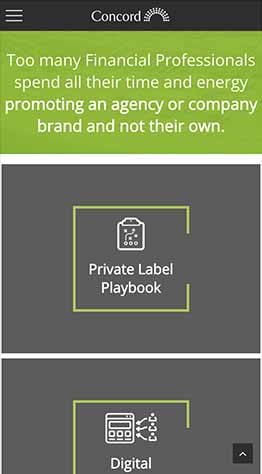 Concord
Too many Financial Professionals
spend all their time and energy
promoting an agency or company
brand and not their own.
Private Label
Playbook
Digital